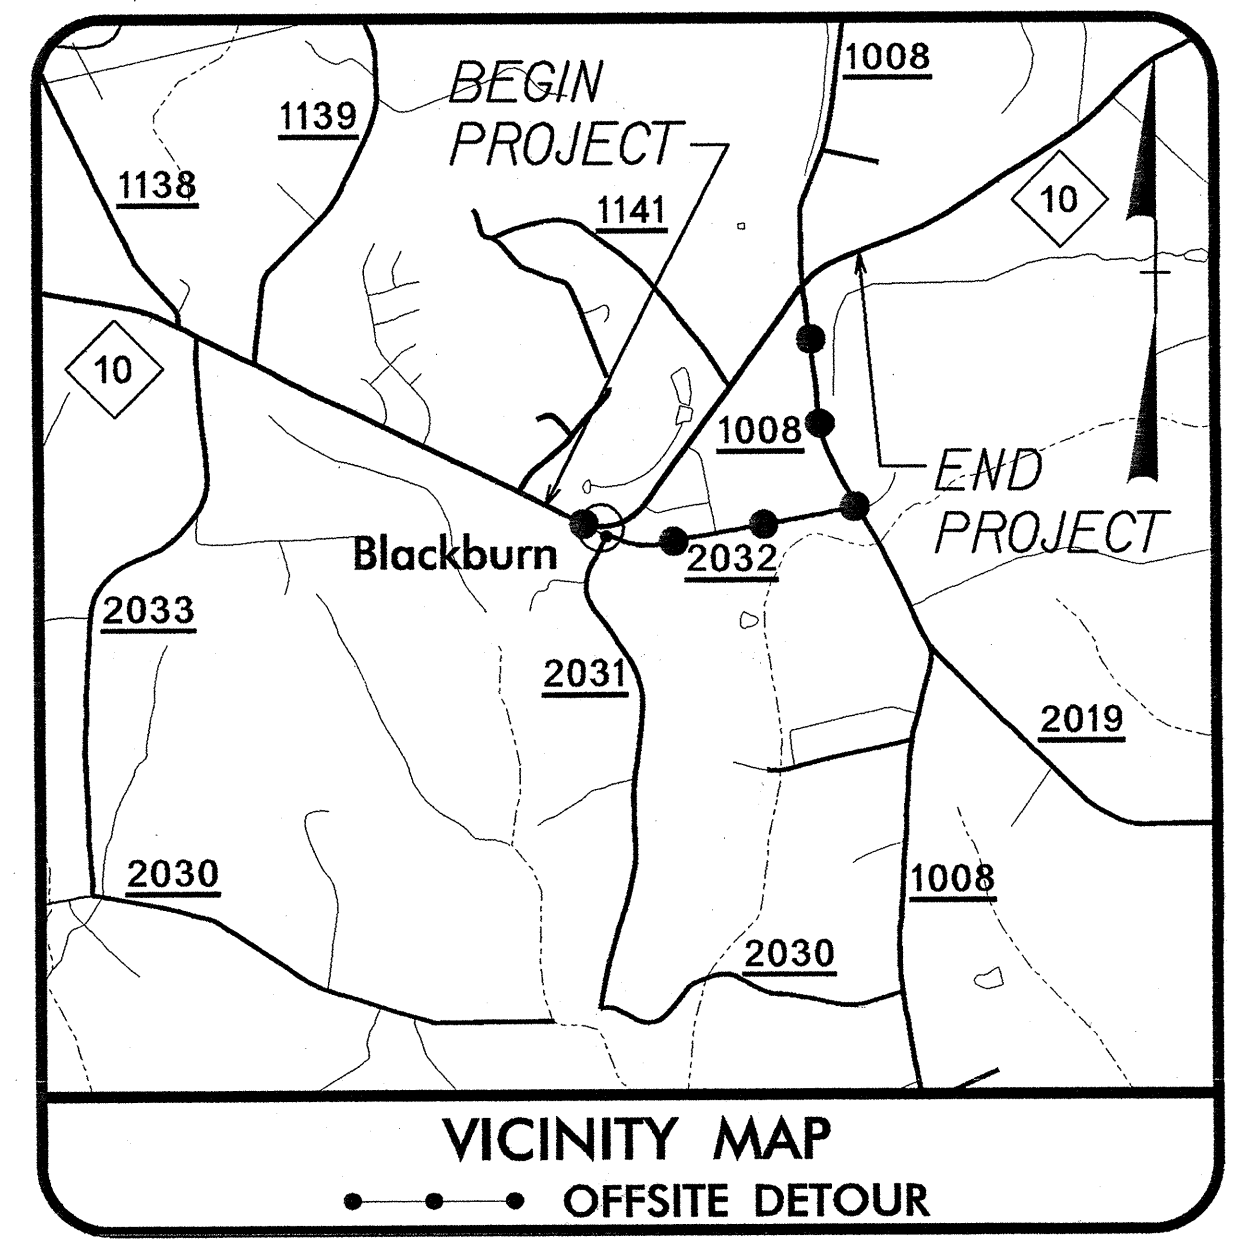 1008
BEGIN
PROJECT
1139
1138
1141
10
10
1008
END
PROJECT
Blackburn
2032
2033
2031
2019
2030
1008
2030
VICINITY MAP
OFFSITE DETOUR